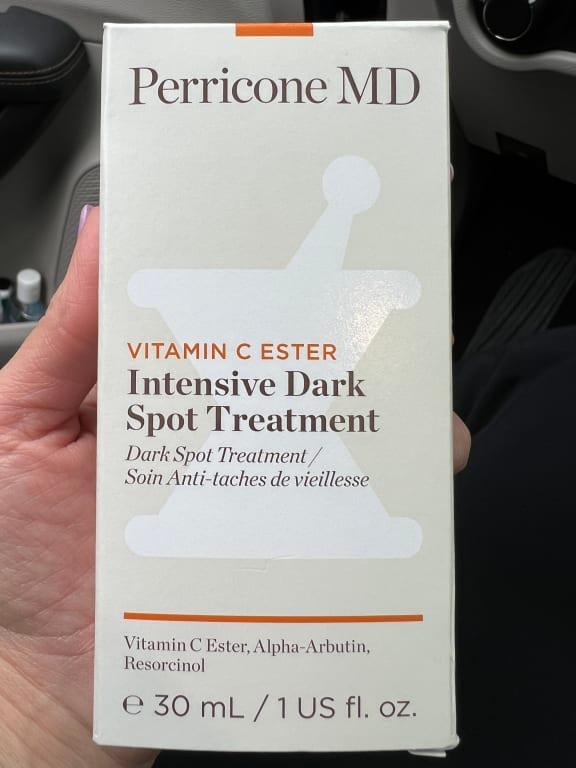 Perricone MD
VITAMIN C ESTER
Intensive Dark
Spot Treatment
Dark Spot Treatment /
Soin Anti-taches de vieillesse
Vitamin C Ester, Alpha-Arbutin,
Resorcinol
℮ 30 mL / 1 US fl. oz.